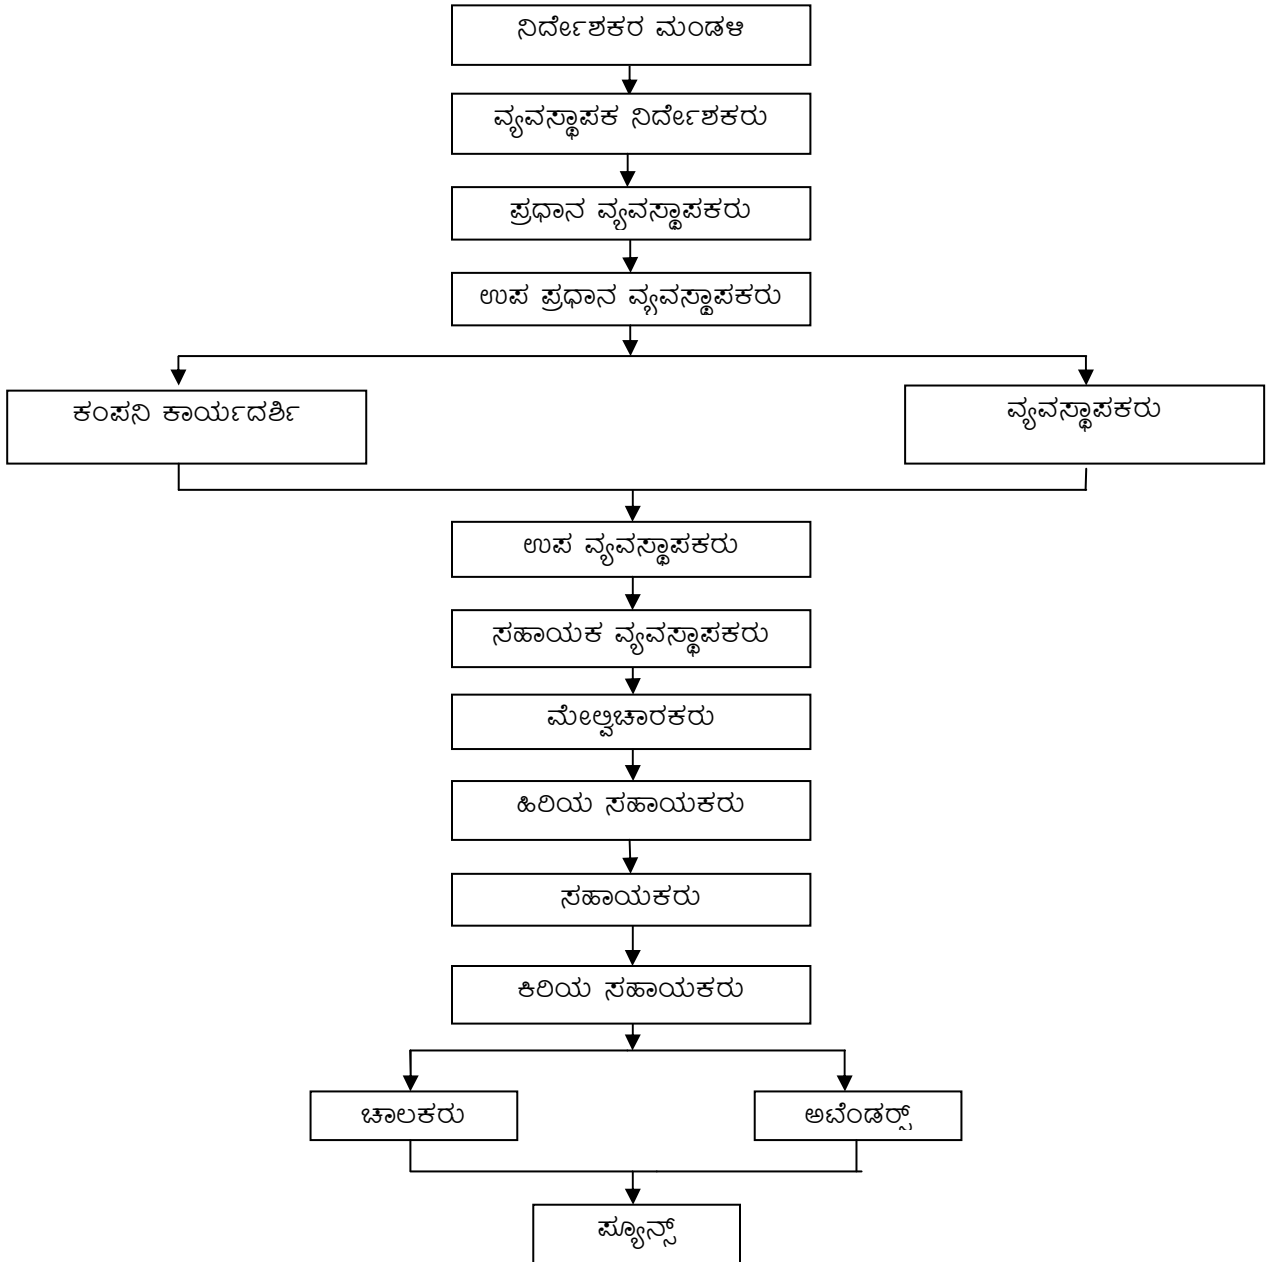 ನಿರ್ದೇಶಕರ ಮಂಡಳಿ
ವ್ಯವಸ್ಥಾಪಕ ನಿರ್ದೇಶಕರು
ಪ್ರಧಾನ ವ್ಯವಸ್ಥಾಪಕರು
ಉಪ ಪ್ರಧಾನ ವ್ಯವಸ್ಥಾಪಕರು
ಕಂಪನಿ ಕಾರ್ಯದರ್ಶಿ
ವ್ಯವಸ್ಥಾಪಕರು
ಉಪ ವ್ಯವಸ್ಥಾಪಕರು
ಸಹಾಯಕ ವ್ಯವಸ್ಥಾಪಕರು
ಮೇಲ್ವಿಚಾರಕರು
ಹಿರಿಯ ಸಹಾಯಕರು
ಸಹಾಯಕರು
ಕಿರಿಯ ಸಹಾಯಕರು
ಚಾಲಕರು
ಅಟೆಂಡರ‍್ಸ್
ಪ್ಯೂನ್ಸ್